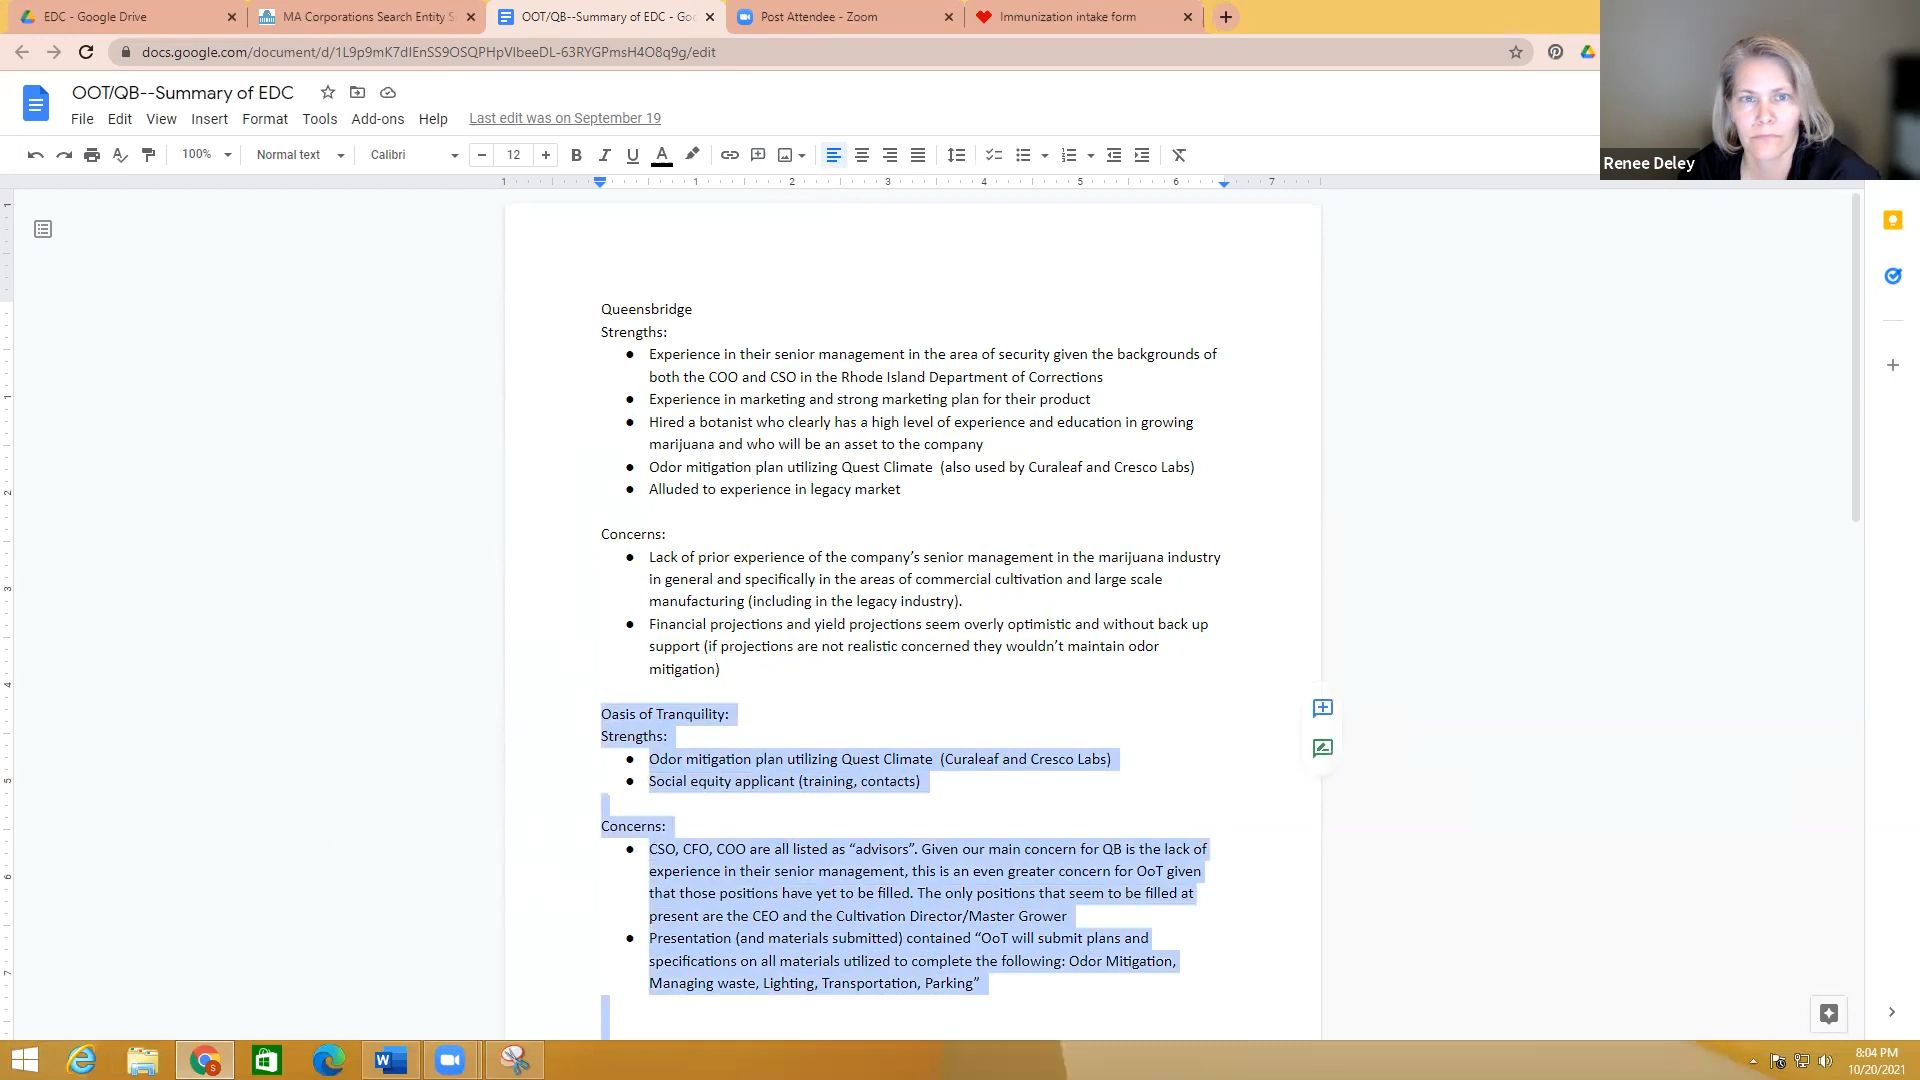 EDC - Google Drive
MA Corporations Search Entity S
OOT/QB--Summary of EDC - Goo
Post Attendee - Zoom
Immunization intake form
docs.google.com/document/d/1L9p9mK7dIEnSS9OSQPHpVlbeeDL-63RYGPmsH4O8q9g/edit
OOT/QB--Summary of EDC
File Edit View Insert Format Tools Add-ons Help Last edit was on September 19
100% Normal text Calibri 12 B I U A
Renee Deley
1 1 2 3 4 5 6 7
Queensbridge
Strengths:
● Experience in their senior management in the area of security given the backgrounds of
both the COO and CSO in the Rhode Island Department of Corrections
● Experience in marketing and strong marketing plan for their product
● Hired a botanist who clearly has a high level of experience and education in growing
marijuana and who will be an asset to the company
● Odor mitigation plan utilizing Quest Climate (also used by Curaleaf and Cresco Labs)
● Alluded to experience in legacy market
Concerns:
● Lack of prior experience of the company’s senior management in the marijuana industry
in general and specifically in the areas of commercial cultivation and large scale
manufacturing (including in the legacy industry).
● Financial projections and yield projections seem overly optimistic and without back up
support (if projections are not realistic concerned they wouldn’t maintain odor
mitigation)
Oasis of Tranquility:
Strengths:
● Odor mitigation plan utilizing Quest Climate (Curaleaf and Cresco Labs)
● Social equity applicant (training, contacts)
Concerns:
● CSO, CFO, COO are all listed as “advisors”. Given our main concern for QB is the lack of
experience in their senior management, this is an even greater concern for OoT given
that those positions have yet to be filled. The only positions that seem to be filled at
present are the CEO and the Cultivation Director/Master Grower
● Presentation (and materials submitted) contained “OoT will submit plans and
specifications on all materials utilized to complete the following: Odor Mitigation,
Managing waste, Lighting, Transportation, Parking”
8:04 PM
10/20/2021